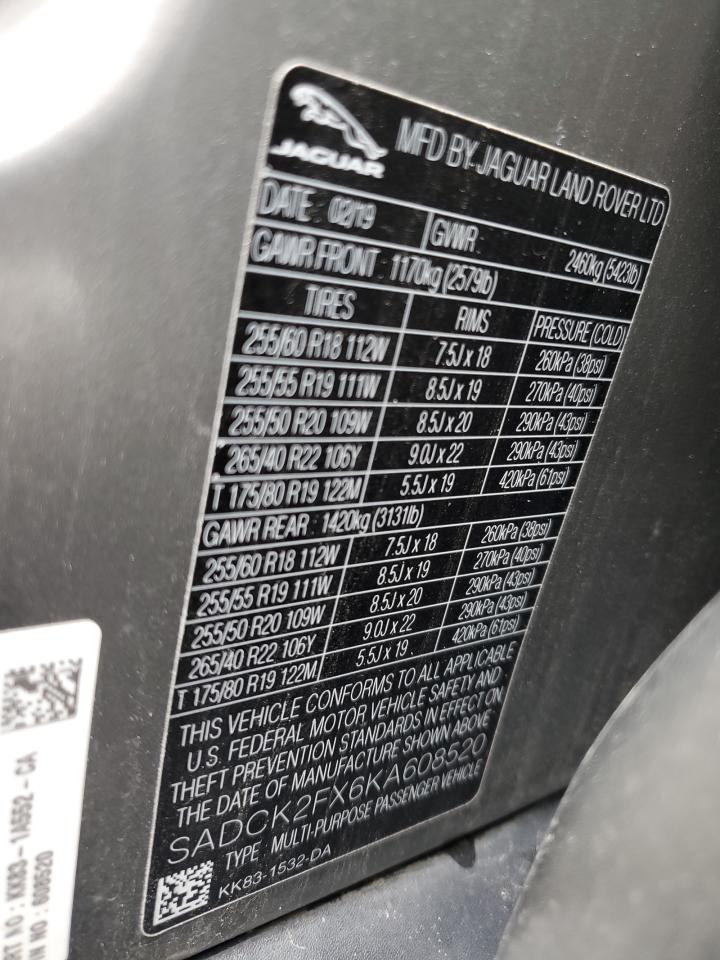 JAGUAR
MFD BY JAGUAR LAND ROVER LTD
DATE : 02/19 GVWR : 2460kg (5423lb)
GAWR FRONT : 1170kg (2579lb)
TIRES RIMS PRESSURE (COLD)
255/60 R18 112W 7.5J x 18 260kPa (38psi)
255/55 R19 111W 8.5J x 19 270kPa (40psi)
255/50 R20 109W 8.5J x 20 290kPa (43psi)
265/40 R22 106Y 9.0J x 22 290kPa (43psi)
T 175/80 R19 122M 5.5J x 19 420kPa (61psi)
GAWR REAR : 1420kg (3131lb)
255/60 R18 112W 7.5J x 18 260kPa (38psi)
255/55 R19 111W 8.5J x 19 270kPa (40psi)
255/50 R20 109W 8.5J x 20 290kPa (43psi)
265/40 R22 106Y 9.0J x 22 290kPa (43psi)
T 175/80 R19 122M 5.5J x 19 420kPa (61psi)
THIS VEHICLE CONFORMS TO ALL APPLICABLE
U.S. FEDERAL MOTOR VEHICLE SAFETY AND
THEFT PREVENTION STANDARDS IN EFFECT ON
THE DATE OF MANUFACTURE SHOWN ABOVE
SADCK2FX6KA608520
TYPE : MULTI-PURPOSE PASSENGER VEHICLE
KK83-1532-DA
NO : KK83-1A552-CA
NO : 608520